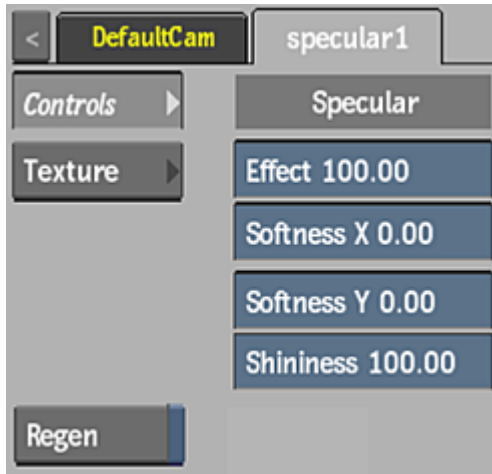 < DefaultCam specular1
Controls Specular
Texture Effect 100.00
Softness X 0.00
Softness Y 0.00
Shininess 100.00
Regen